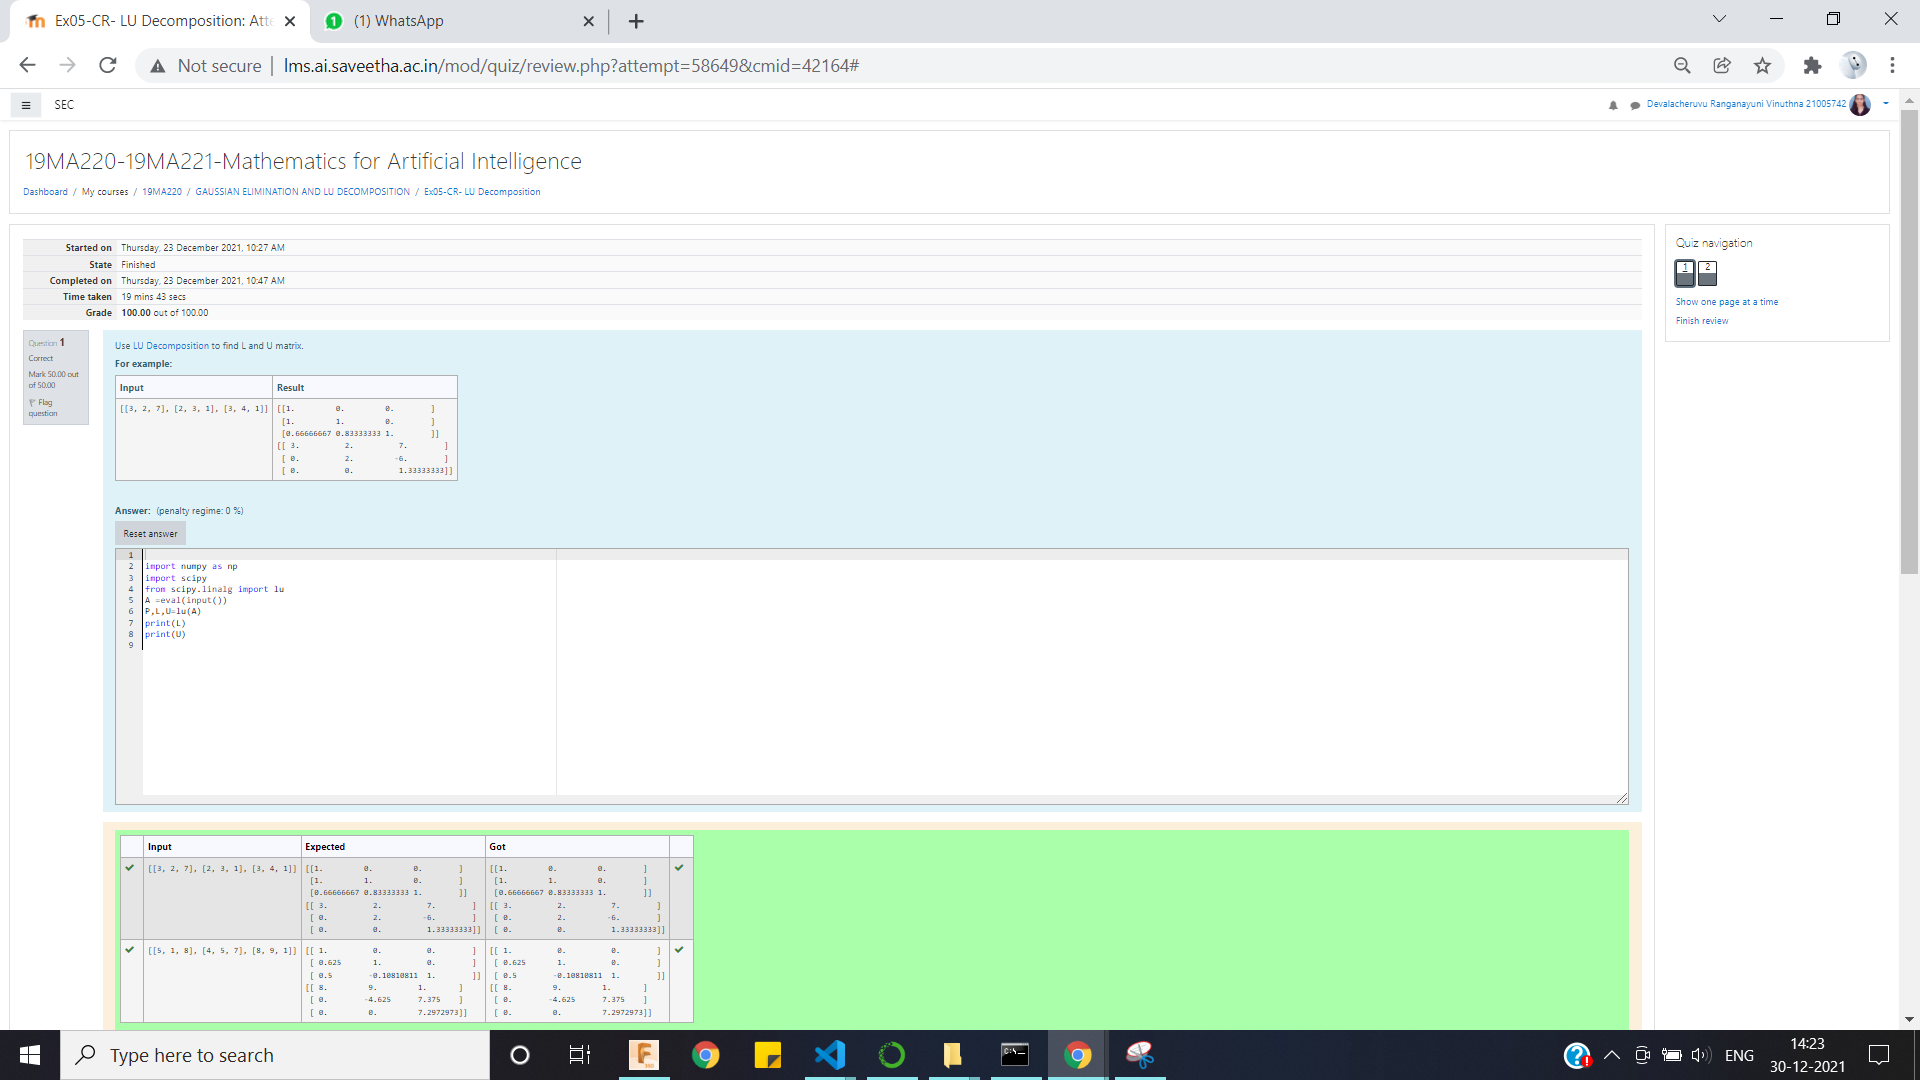 Ex05-CR- LU Decomposition: Atte
(1) WhatsApp
Not secure
lms.ai.saveetha.ac.in/mod/quiz/review.php?attempt=58649&cmid=42164#
SEC
Devalacheruvu Ranganayuni Vinuthna 21005742
19MA220-19MA221-Mathematics for Artificial Intelligence
Dashboard / My courses / 19MA220 / GAUSSIAN ELIMINATION AND LU DECOMPOSITION / Ex05-CR- LU Decomposition
Started on Thursday, 23 December 2021, 10:27 AM
State Finished
Completed on Thursday, 23 December 2021, 10:47 AM
Time taken 19 mins 43 secs
Grade 100.00 out of 100.00
Quiz navigation
1 2
Show one page at a time
Finish review
Question 1
Correct
Mark 50.00 out
of 50.00
Flag
question
Use LU Decomposition to find L and U matrix.
For example:
Input Result
[[3, 2, 7], [2, 3, 1], [3, 4, 1]] [[1. 0. 0. ]
[1. 1. 0. ]
[0.66666667 0.83333333 1. ]]
[[ 3. 2. 7. ]
[ 0. 2. -6. ]
[ 0. 0. 1.33333333]]
Answer: (penalty regime: 0 %)
Reset answer
1
2 import numpy as np
3 import scipy
4 from scipy.linalg import lu
5 A =eval(input())
6 P,L,U=lu(A)
7 print(L)
8 print(U)
9
Input Expected Got
[[3, 2, 7], [2, 3, 1], [3, 4, 1]] [[1. 0. 0. ] [[1. 0. 0. ]
[1. 1. 0. ] [1. 1. 0. ]
[0.66666667 0.83333333 1. ]] [0.66666667 0.83333333 1. ]]
[[ 3. 2. 7. ] [[ 3. 2. 7. ]
[ 0. 2. -6. ] [ 0. 2. -6. ]
[ 0. 0. 1.33333333]] [ 0. 0. 1.33333333]]
[[5, 1, 8], [4, 5, 7], [8, 9, 1]] [[ 1. 0. 0. ] [[ 1. 0. 0. ]
[ 0.625 1. 0. ] [ 0.625 1. 0. ]
[ 0.5 -0.10810811 1. ]] [ 0.5 -0.10810811 1. ]]
[[ 8. 9. 1. ] [[ 8. 9. 1. ]
[ 0. -4.625 7.375 ] [ 0. -4.625 7.375 ]
[ 0. 0. 7.2972973]] [ 0. 0. 7.2972973]]
Type here to search
ENG
14:23
30-12-2021